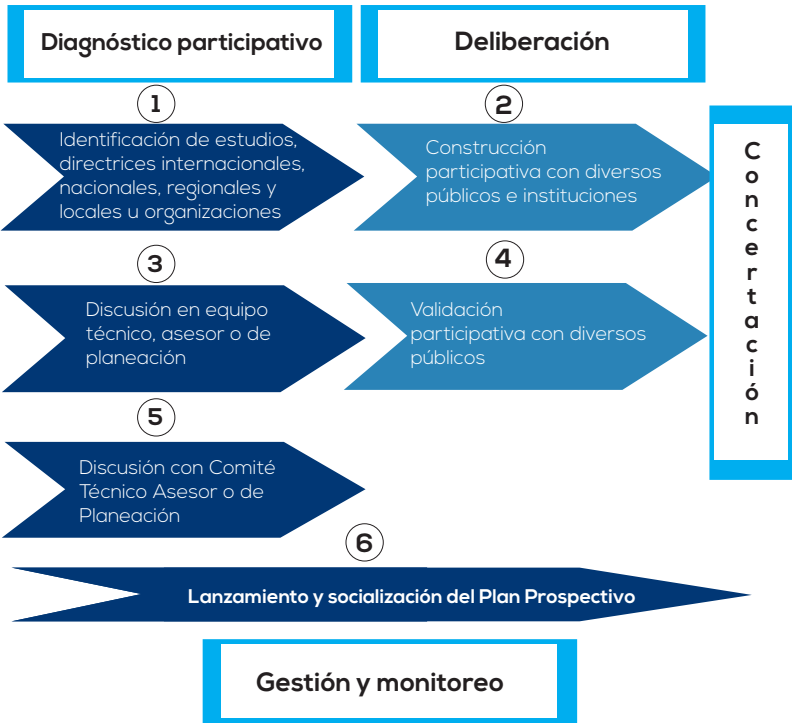 Diagnóstico participativo
Deliberación
1
Identificación de estudios,
directrices internacionales,
nacionales, regionales y
locales u organizaciones
2
Construcción
participativa con diversos
públicos e instituciones
Concertación
3
Discusión en equipo
técnico, asesor o de
planeación
4
Validación
participativa con diversos
públicos
5
Discusión con Comité
Técnico Asesor o de
Planeación
6
Lanzamiento y socialización del Plan Prospectivo
Gestión y monitoreo